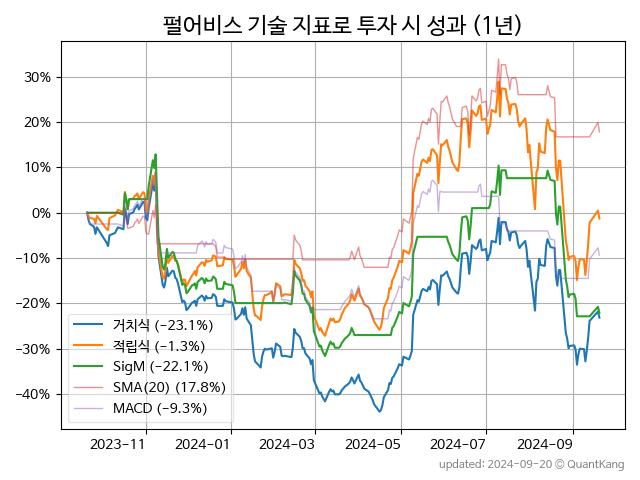 펄어비스 기술 지표로 투자 시 성과 (1년)
30%
20%
10%
0%
−10%
−20%
−30%
−40%
거치식 (−23.1%)
적립식 (−1.3%)
SigM (−22.1%)
SMA(20) (17.8%)
MACD (−9.3%)
2023-11
2024-01
2024-03
2024-05
2024-07
2024-09
updated: 2024-09-20 © QuantKang